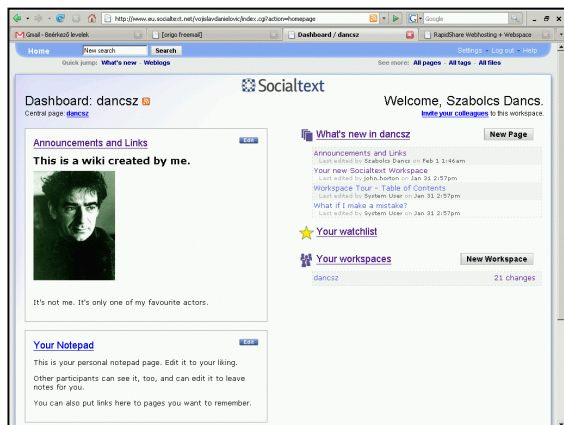 http://www.eu.socialtext.net/vojislavdanielovic/index.cgi?action=homepage
Google
Gmail - Beérkező levelek
[origo freemail]
Dashboard / dancsz
RapidShare Webhosting + Webspace
Home
New search
Search
Settings - Log out - Help
Quick jump: What's new - Weblogs
See more: All pages - All tags - All files
Socialtext
Dashboard: dancsz
Welcome, Szabolcs Dancs.
Central page: dancsz
Invite your colleagues to this workspace.
Announcements and Links
Edit
This is a wiki created by me.
It's not me. It's only one of my favourite actors.
Your Notepad
Edit
This is your personal notepad page. Edit it to your liking.
Other participants can see it, too, and can edit it to leave
notes for you.
You can also put links here to pages you want to remember.
What's new in dancsz
New Page
Announcements and Links
Last edited by Szabolcs Dancs on Feb 1 1:46am
Your new Socialtext Workspace
Last edited by john.horton on Jan 31 2:57pm
Workspace Tour - Table of Contents
Last edited by System User on Jan 31 2:57pm
What if I make a mistake?
Last edited by System User on Jan 31 2:57pm
Your watchlist
Your workspaces
New Workspace
dancsz
21 changes